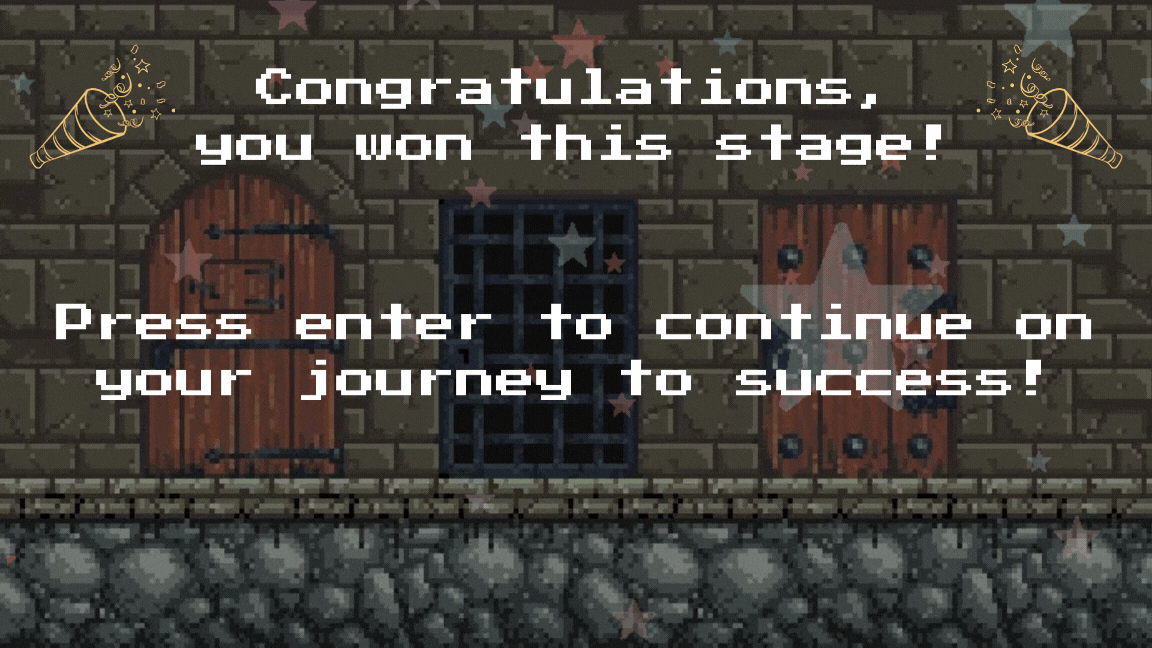 Congratulations,
you won this stage!
Press enter to continue on
your journey to success!